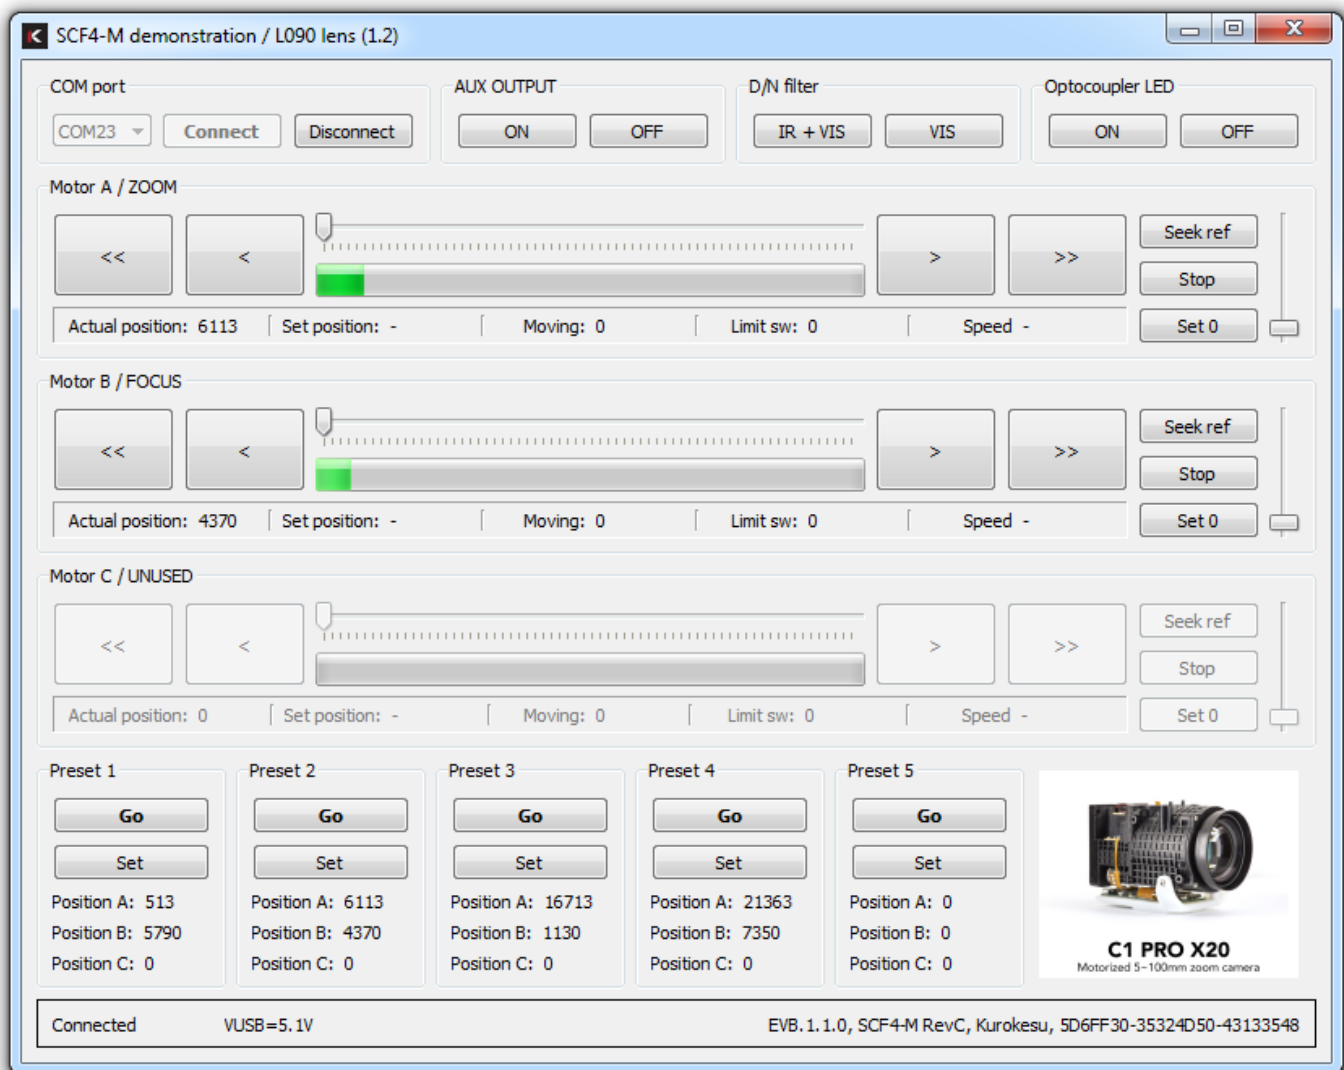 SCF4-M demonstration / L090 lens (1.2)
COM port
AUX OUTPUT
D/N filter
Optocoupler LED
COM23 Connect Disconnect
ON OFF
IR + VIS VIS
ON OFF
Motor A / ZOOM
<< < > >>
Seek ref
Stop
Set 0
Actual position: 6113 Set position: - Moving: 0 Limit sw: 0 Speed -
Motor B / FOCUS
<< < > >>
Seek ref
Stop
Set 0
Actual position: 4370 Set position: - Moving: 0 Limit sw: 0 Speed -
Motor C / UNUSED
<< < > >>
Seek ref
Stop
Set 0
Actual position: 0 Set position: - Moving: 0 Limit sw: 0 Speed -
Preset 1
Go
Set
Position A: 513
Position B: 5790
Position C: 0
Preset 2
Go
Set
Position A: 6113
Position B: 4370
Position C: 0
Preset 3
Go
Set
Position A: 16713
Position B: 1130
Position C: 0
Preset 4
Go
Set
Position A: 21363
Position B: 7350
Position C: 0
Preset 5
Go
Set
Position A: 0
Position B: 0
Position C: 0
C1 PRO X20
Motorized 5-100mm zoom camera
Connected VUSB=5.1V EVB.1.1.0, SCF4-M RevC, Kurokesu, 5D6FF30-35324D50-43133548